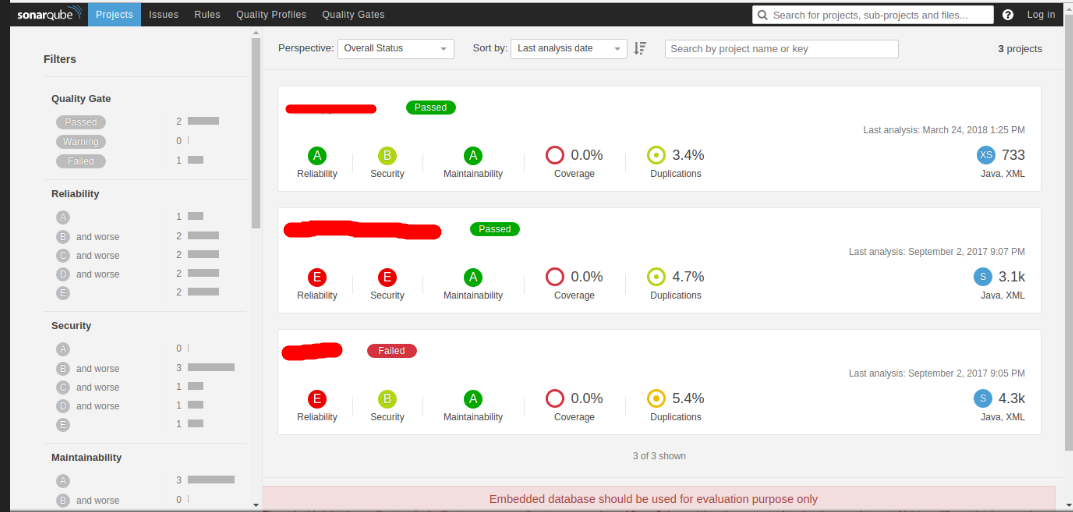 sonarqube Projects Issues Rules Quality Profiles Quality Gates Search for projects, sub-projects and files... ? Log in
Filters
Quality Gate
Passed 2
Warning 0
Failed 1
Reliability
A 1
B and worse 2
C and worse 2
D and worse 2
E 2
Security
A 0
B and worse 3
C and worse 1
D and worse 1
E 1
Maintainability
A 3
B and worse 0
Perspective: Overall Status Sort by: Last analysis date Search by project name or key 3 projects
Passed
Last analysis: March 24, 2018 1:25 PM
A B A 0.0% 3.4% XS 733
Reliability Security Maintainability Coverage Duplications Java, XML
Passed
Last analysis: September 2, 2017 9:07 PM
E E A 0.0% 4.7% S 3.1k
Reliability Security Maintainability Coverage Duplications Java, XML
Failed
Last analysis: September 2, 2017 9:05 PM
E B A 0.0% 5.4% S 4.3k
Reliability Security Maintainability Coverage Duplications Java, XML
3 of 3 shown
Embedded database should be used for evaluation purpose only